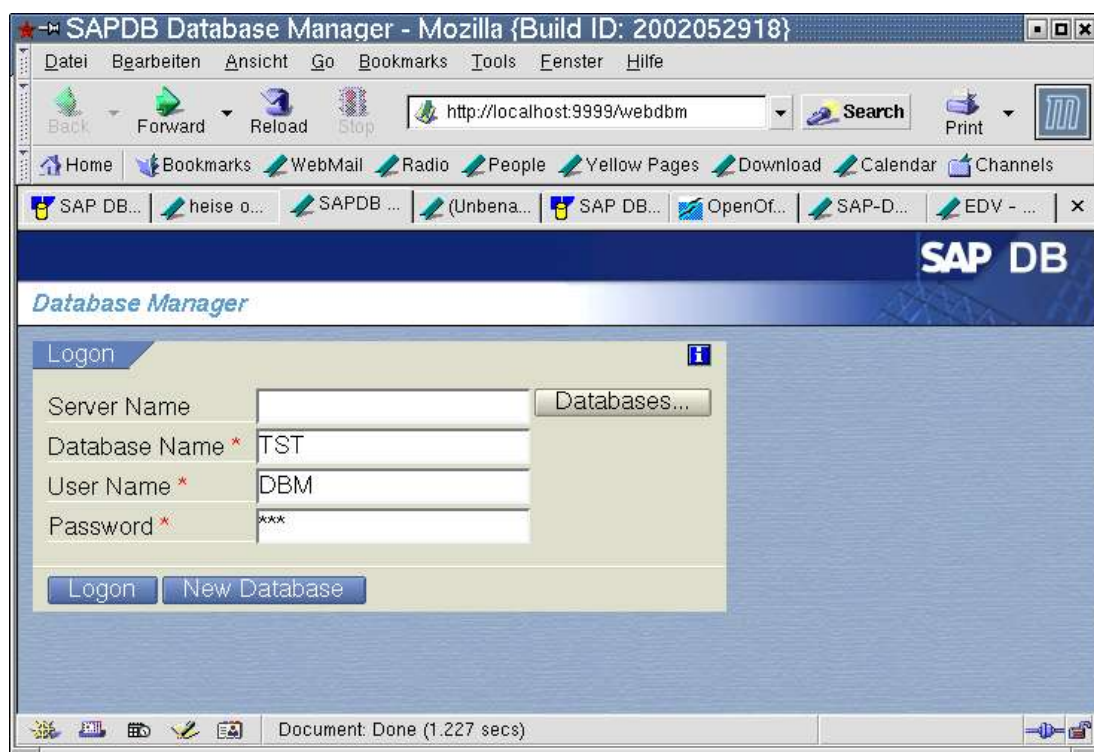 SAPDB Database Manager - Mozilla {Build ID: 2002052918}
Datei Bearbeiten Ansicht Go Bookmarks Tools Fenster Hilfe
Back Forward Reload Stop http://localhost:9999/webdbm Search Print
Home Bookmarks WebMail Radio People Yellow Pages Download Calendar Channels
SAP DB... heise o... SAPDB ... (Unbena... SAP DB... OpenOf... SAP-D... EDV - ...
SAP DB
Database Manager
Logon
Server Name Databases...
Database Name * TST
User Name * DBM
Password * ***
Logon New Database
Document: Done (1.227 secs)